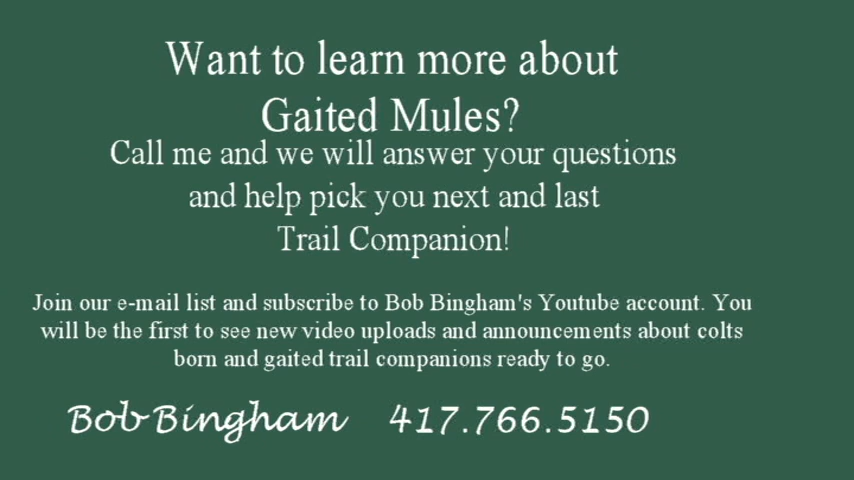 Want to learn more about
Gaited Mules?
Call me and we will answer your questions
and help pick you next and last
Trail Companion!
Join our e-mail list and subscribe to Bob Bingham's Youtube account. You
will be the first to see new video uploads and announcements about colts
born and gaited trail companions ready to go.
Bob Bingham 417.766.5150